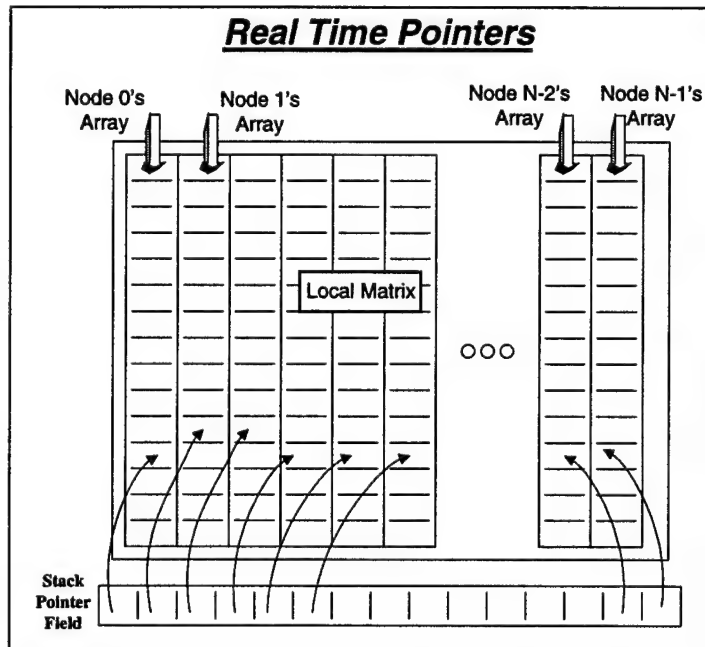 Real Time Pointers
Node 0's
Array
Node 1's
Array
Node N-2's
Array
Node N-1's
Array
Local Matrix
Stack
Pointer
Field